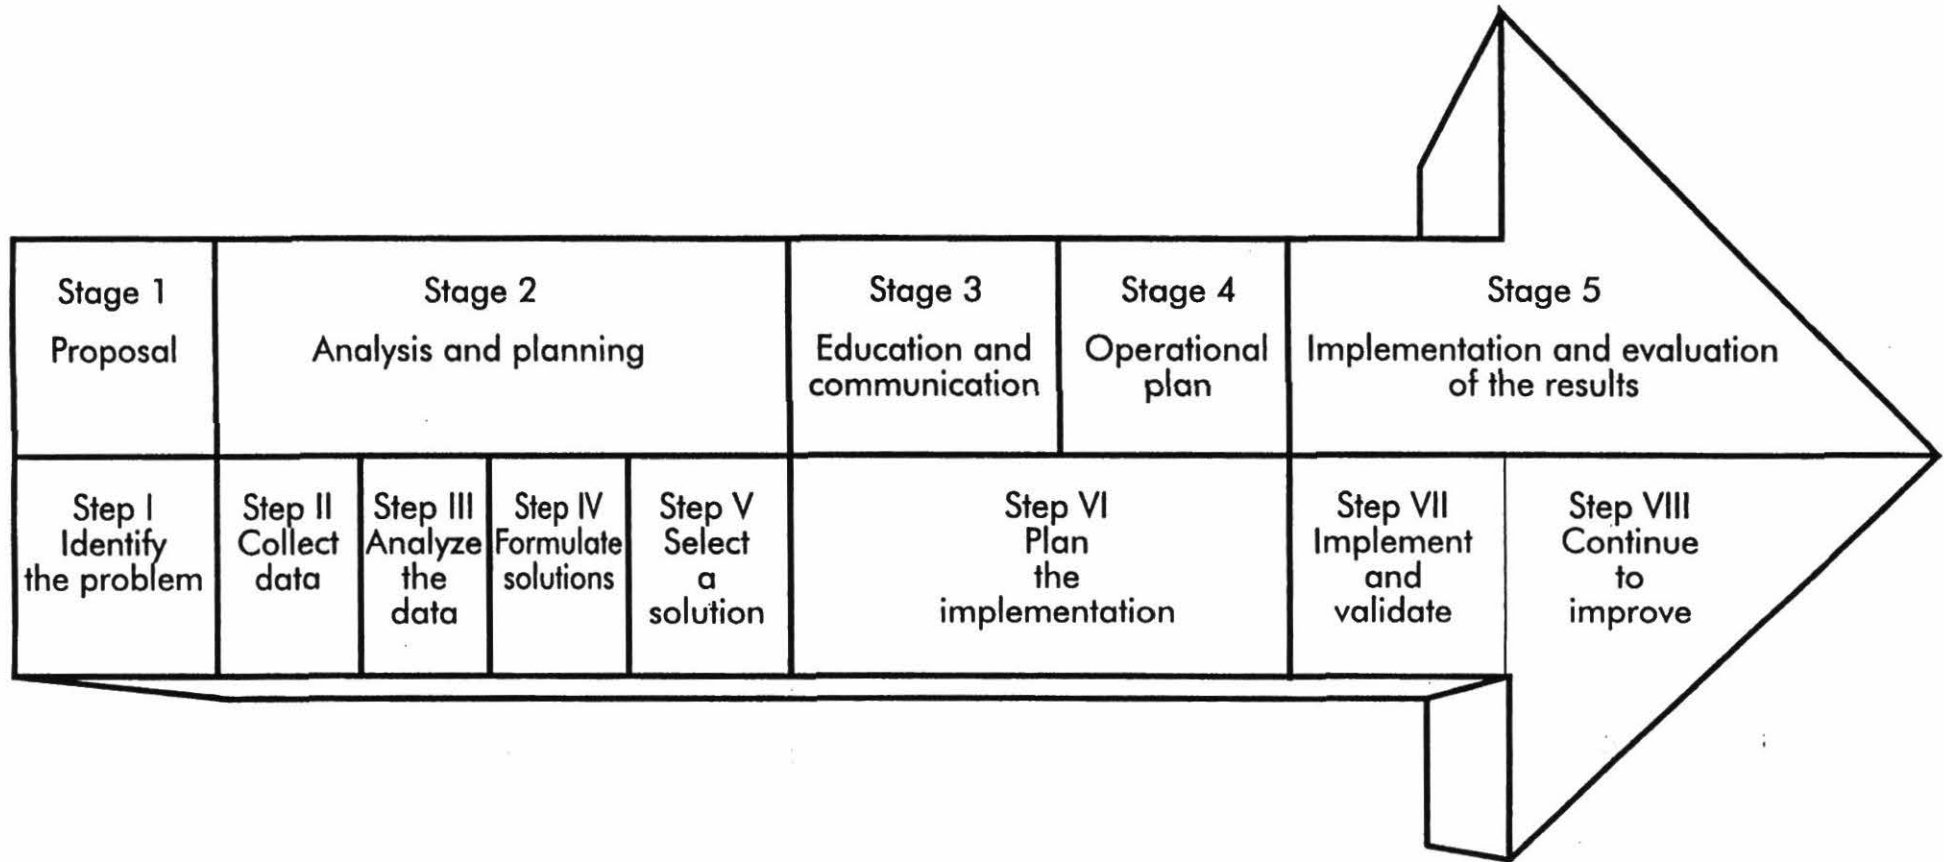 Stage 1
Proposal
Stage 2
Analysis and planning
Stage 3
Education and
communication
Stage 4
Operational
plan
Stage 5
Implementation and evaluation
of the results
Step I
Identify
the problem
Step II
Collect
data
Step III
Analyze
the
data
Step IV
Formulate
solutions
Step V
Select
a
solution
Step VI
Plan
the
implementation
Step VII
Implement
and
validate
Step VIII
Continue
to
improve